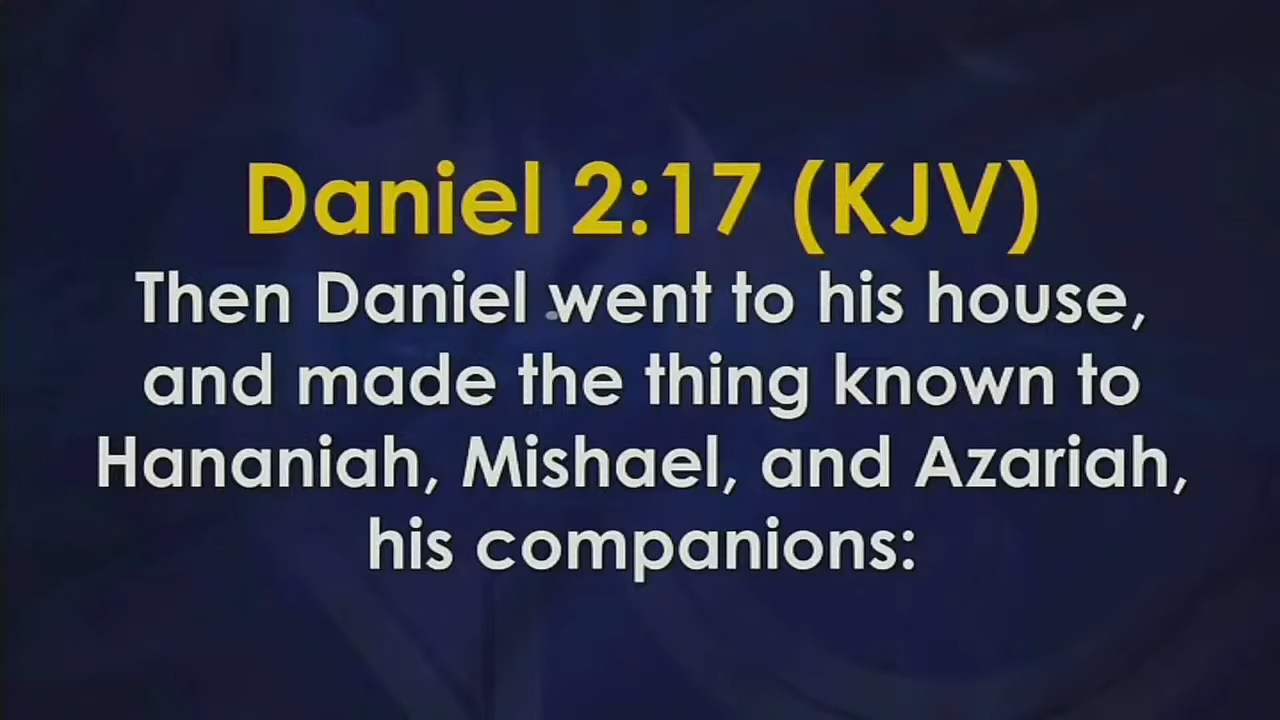 Daniel 2:17 (KJV)
Then Daniel went to his house,
and made the thing known to
Hananiah, Mishael, and Azariah,
his companions: